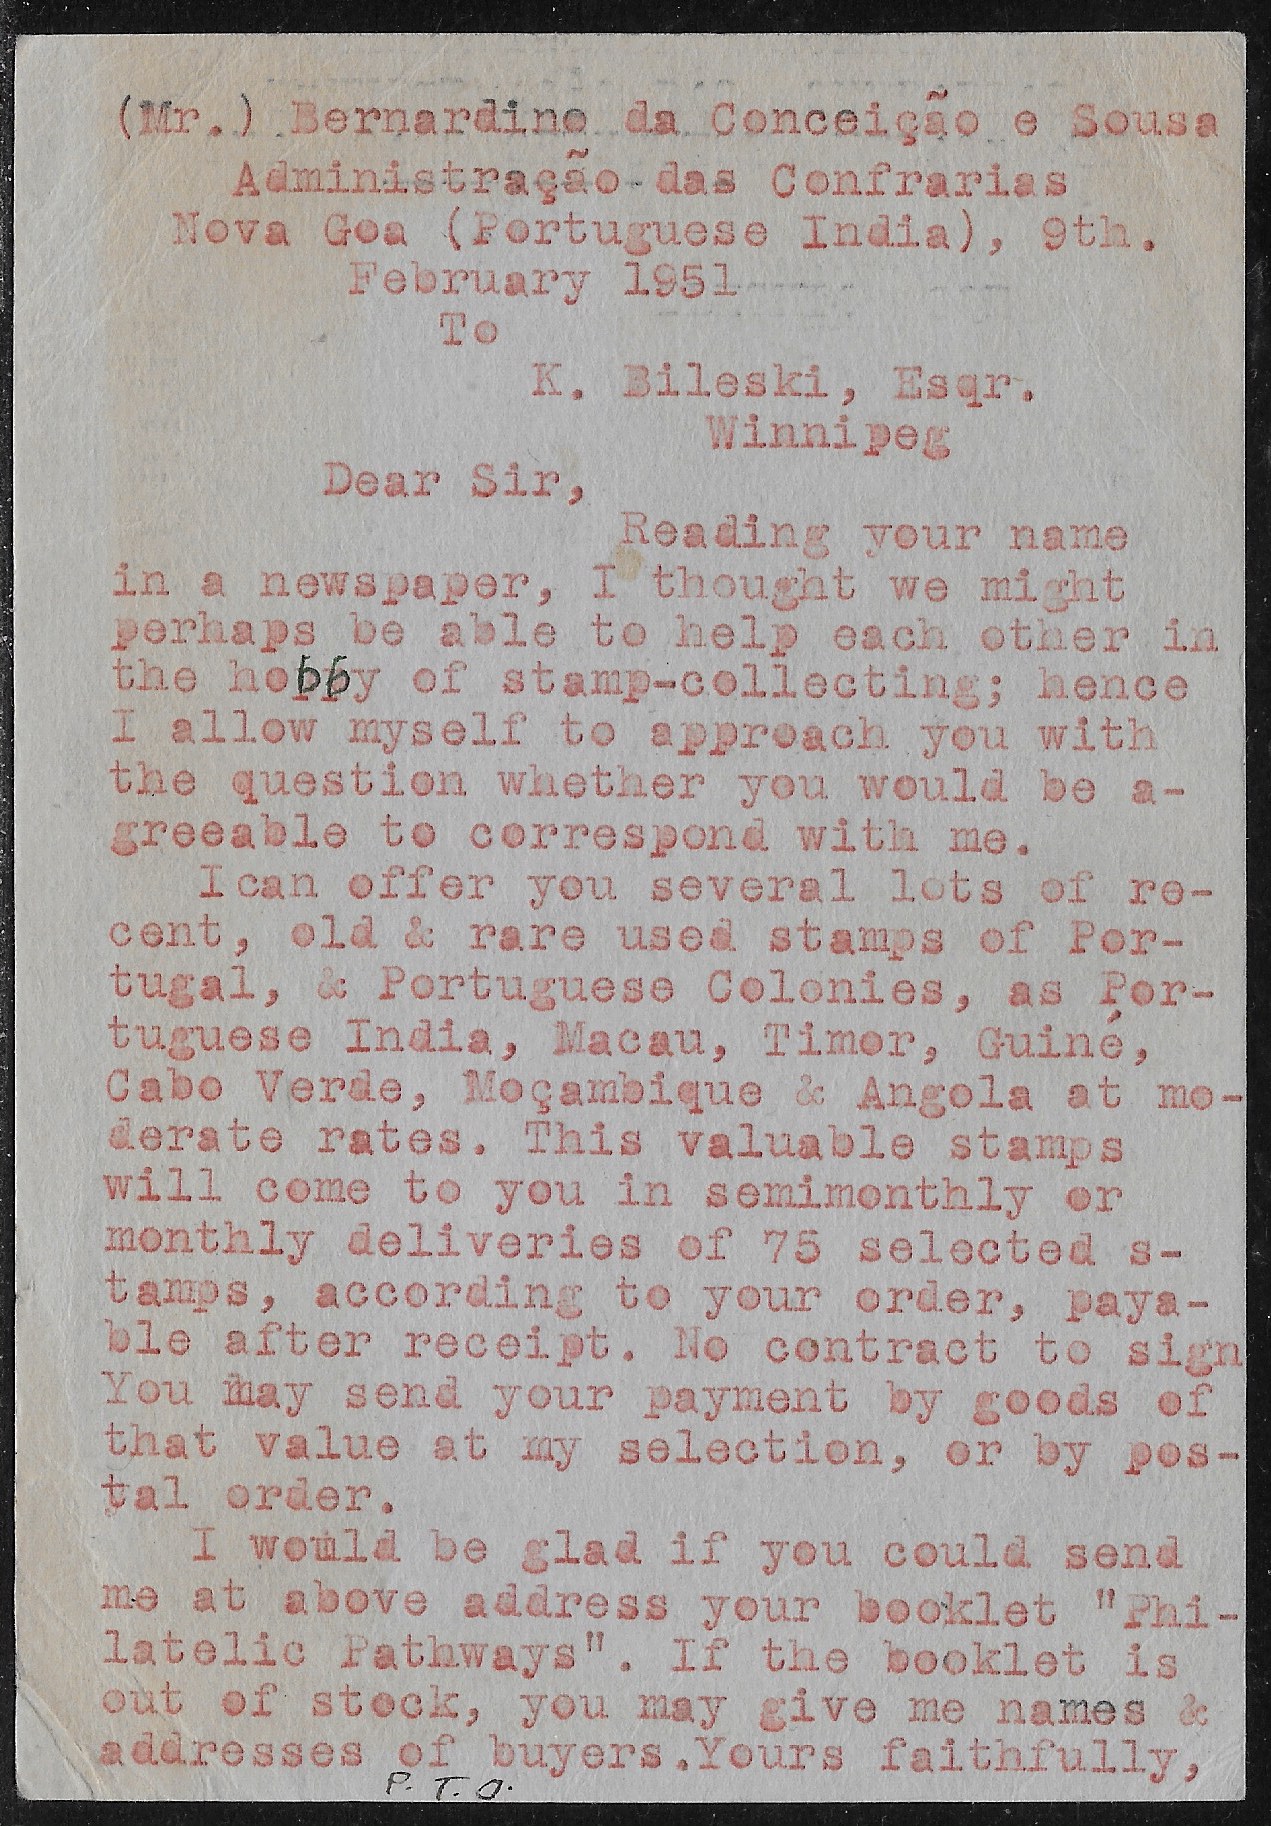 (Mr.) Bernardino da Conceição e Sousa
Administração das Confrarias
Nova Goa (Portuguese India), 9th.
February 1951
To
K. Bileski, Esqr.
Winnipeg
Dear Sir,
Reading your name
in a newspaper, I thought we might
perhaps be able to help each other in
the hobby of stamp-collecting; hence
I allow myself to approach you with
the question whether you would be a-
greeable to correspond with me.
I can offer you several lots of re-
cent, old & rare used stamps of Por-
tugal, & Portuguese Colonies, as Por-
tuguese India, Macau, Timor, Guiné,
Cabo Verde, Moçambique & Angola at mo-
derate rates. This valuable stamps
will come to you in semimonthly or
monthly deliveries of 75 selected s-
tamps, according to your order, paya-
ble after receipt. No contract to sign
You may send your payment by goods of
that value at my selection, or by pos-
tal order.
I would be glad if you could send
me at above address your booklet "Phi-
latelic Pathways". If the booklet is
out of stock, you may give me names &
addresses of buyers.Yours faithfully,
P. T. O.